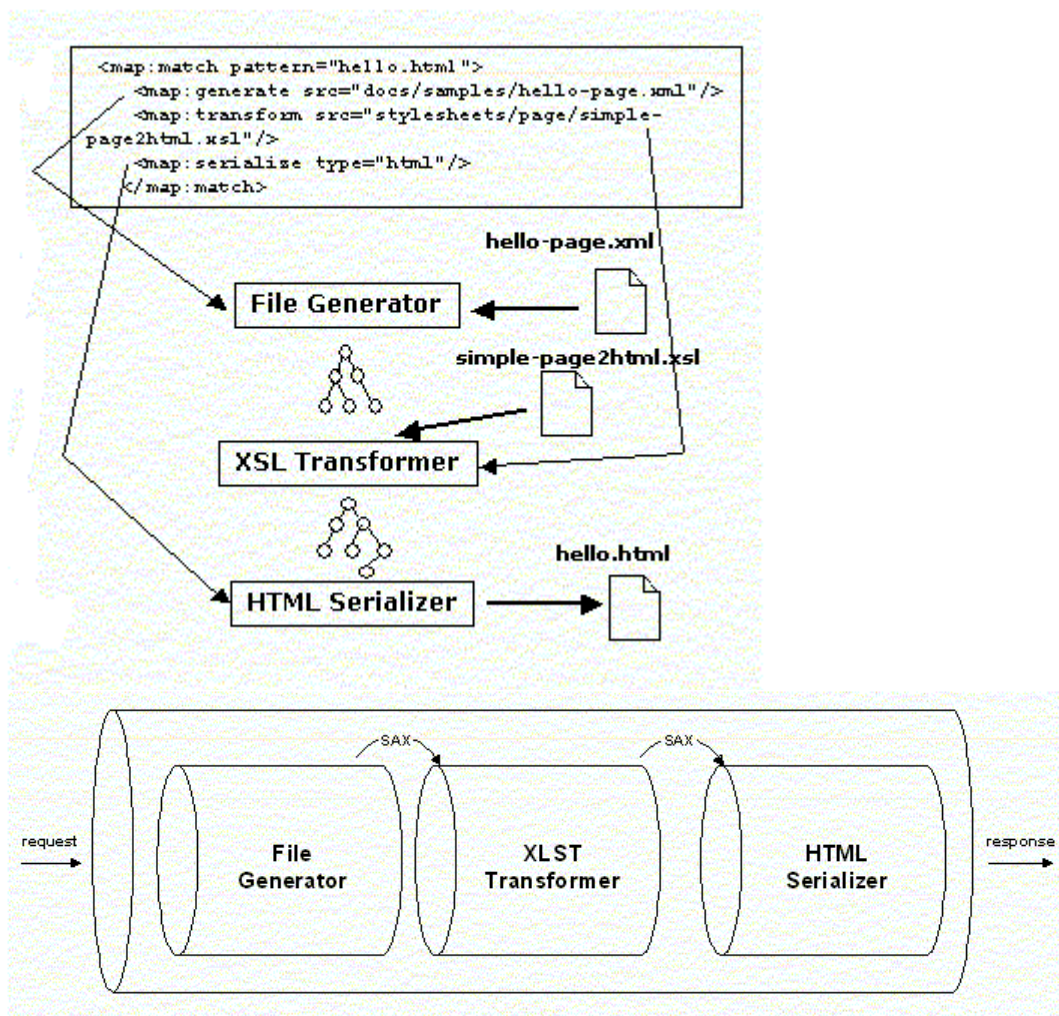 <map:match pattern="hello.html">
<map:generate src="docs/samples/hello-page.xml"/>
<map:transform src="stylesheets/page/simple-
page2html.xsl"/>
<map:serialize type="html"/>
</map:match>
hello-page.xml
File Generator
simple-page2html.xsl
XSL Transformer
hello.html
HTML Serializer
SAX
SAX
request
File
Generator
XLST
Transformer
HTML
Serializer
response